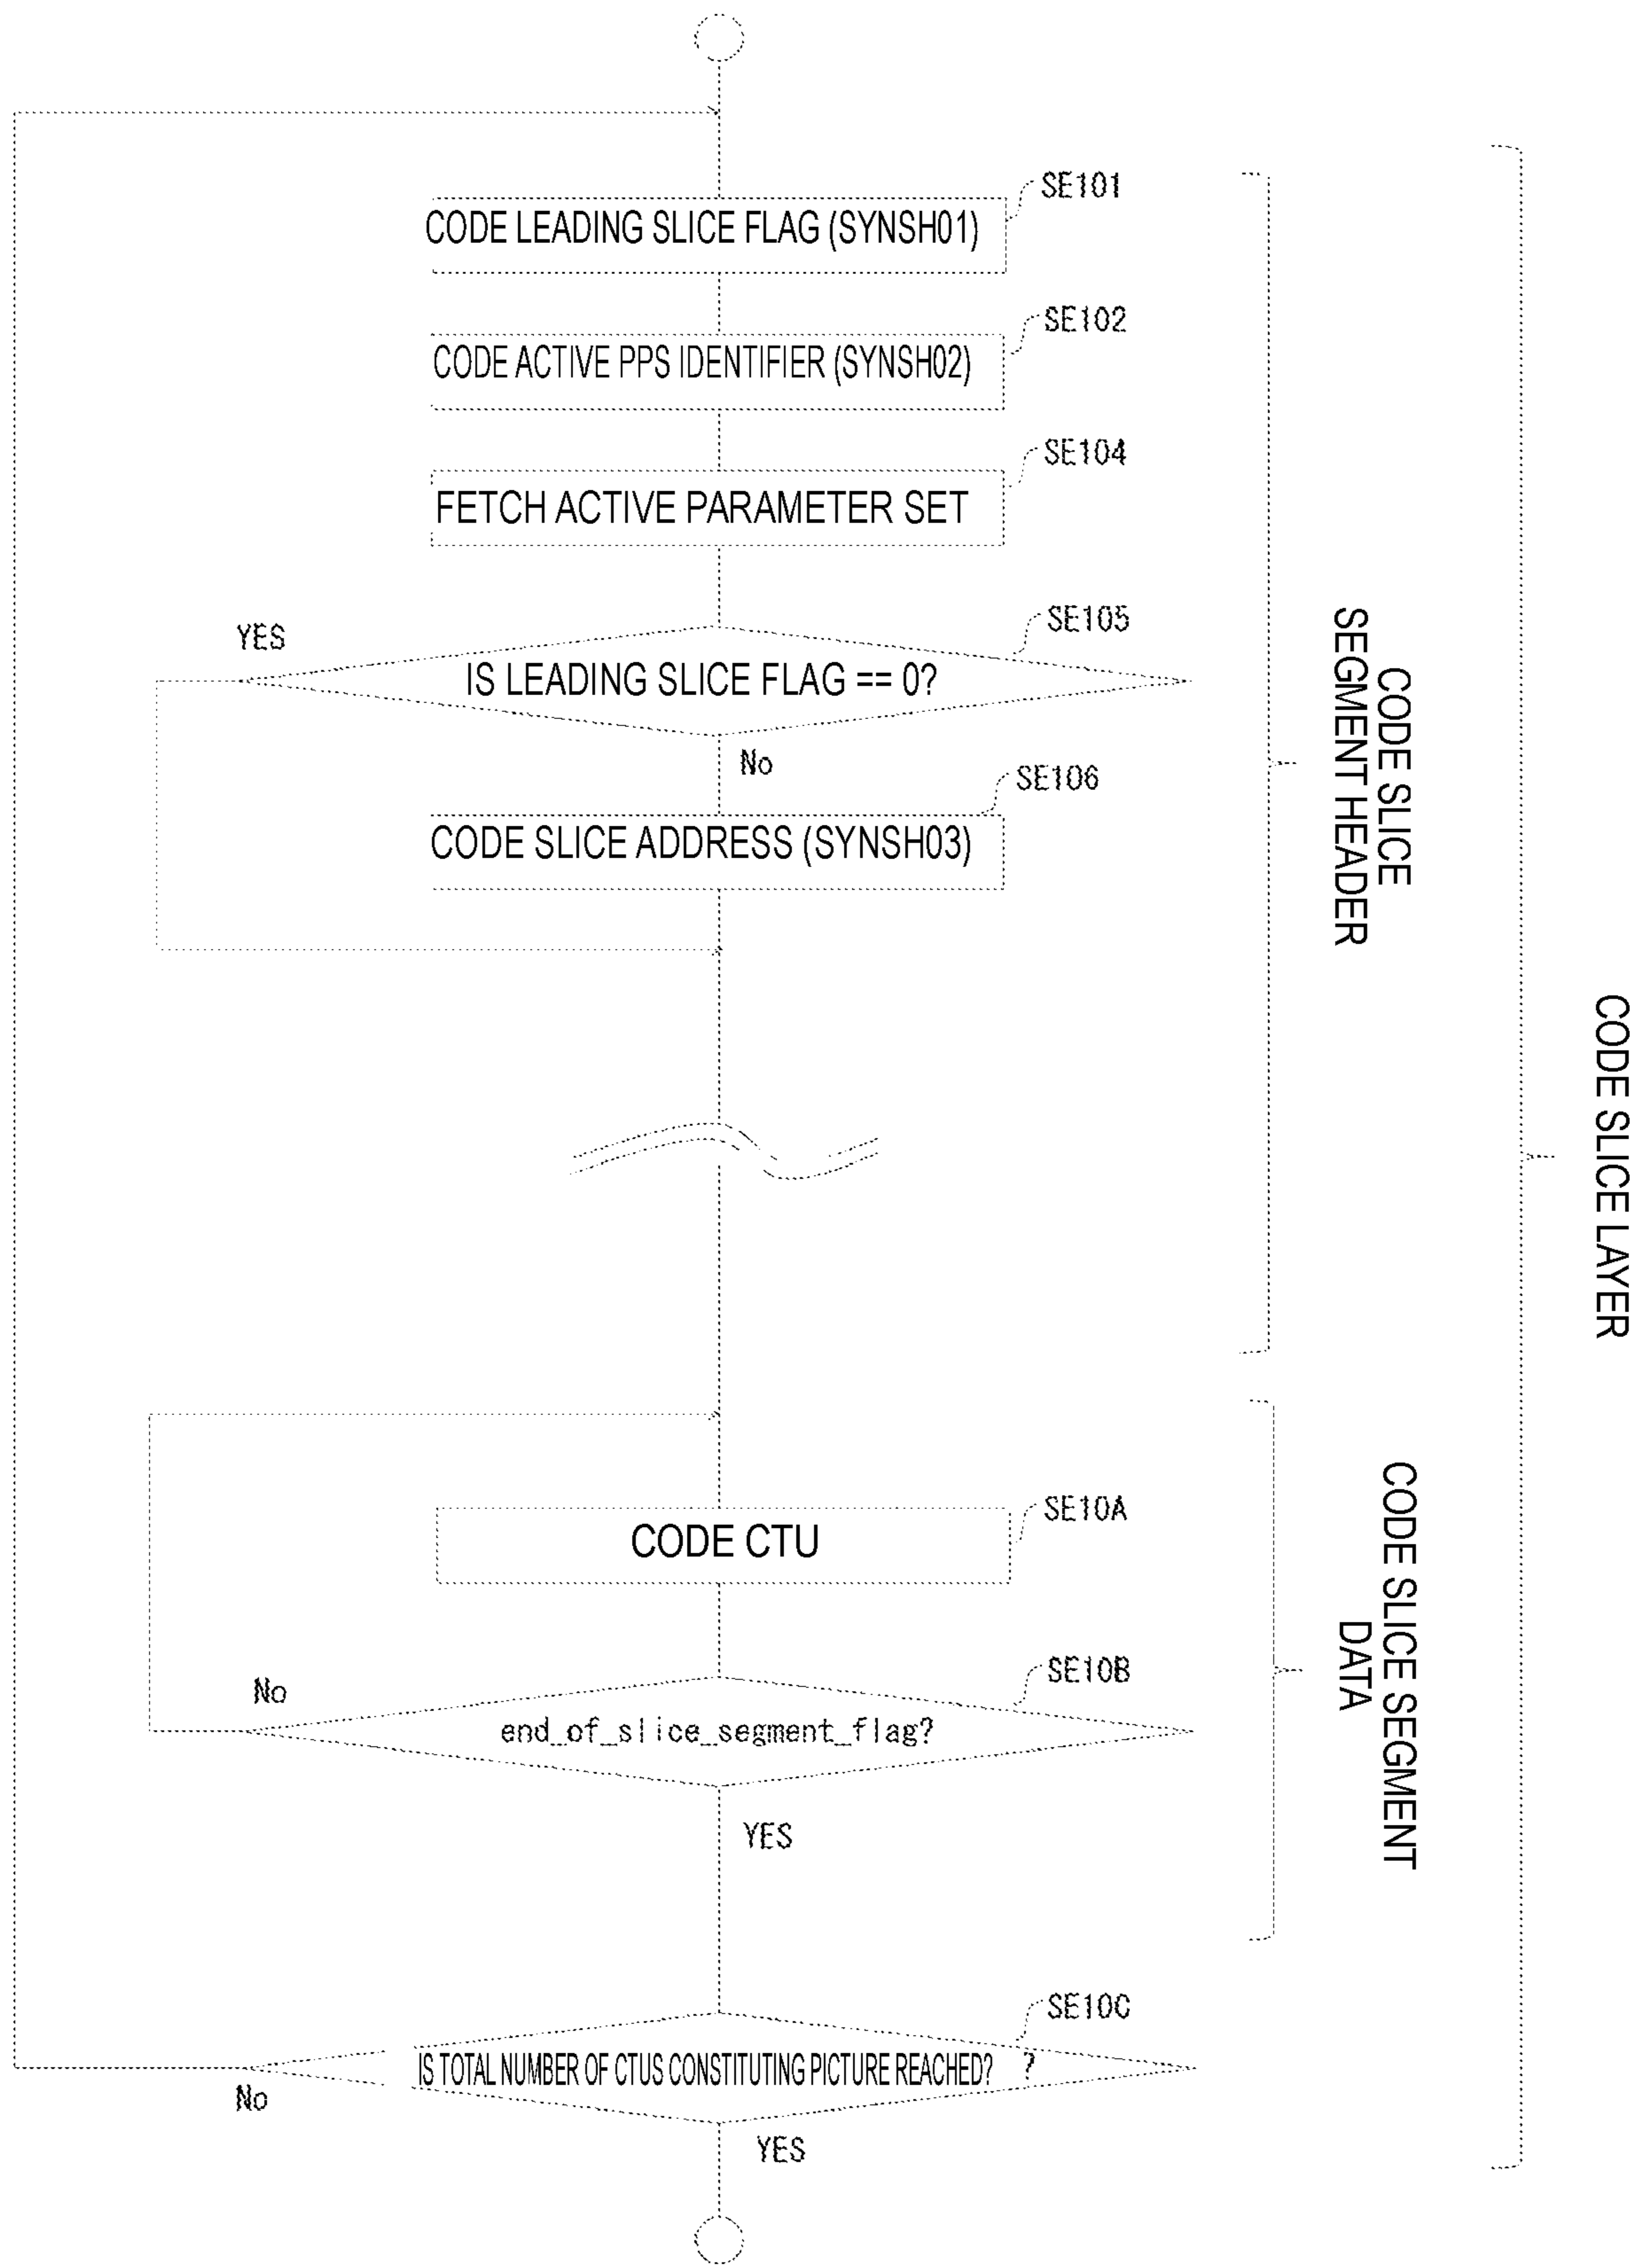 SE101
CODE LEADING SLICE FLAG (SYNSH01)
SE102
CODE ACTIVE PPS IDENTIFIER (SYNSH02)
SE104
FETCH ACTIVE PARAMETER SET
SE105
YES
IS LEADING SLICE FLAG == 0?
No
SE106
CODE SLICE ADDRESS (SYNSH03)
CODE SLICE
SEGMENT HEADER
CODE SLICE LAYER
SE10A
CODE CTU
SE10B
No
end_of_slice_segment_flag?
YES
CODE SLICE SEGMENT
DATA
SE10C
IS TOTAL NUMBER OF CTUS CONSTITUTING PICTURE REACHED? ?
No
YES